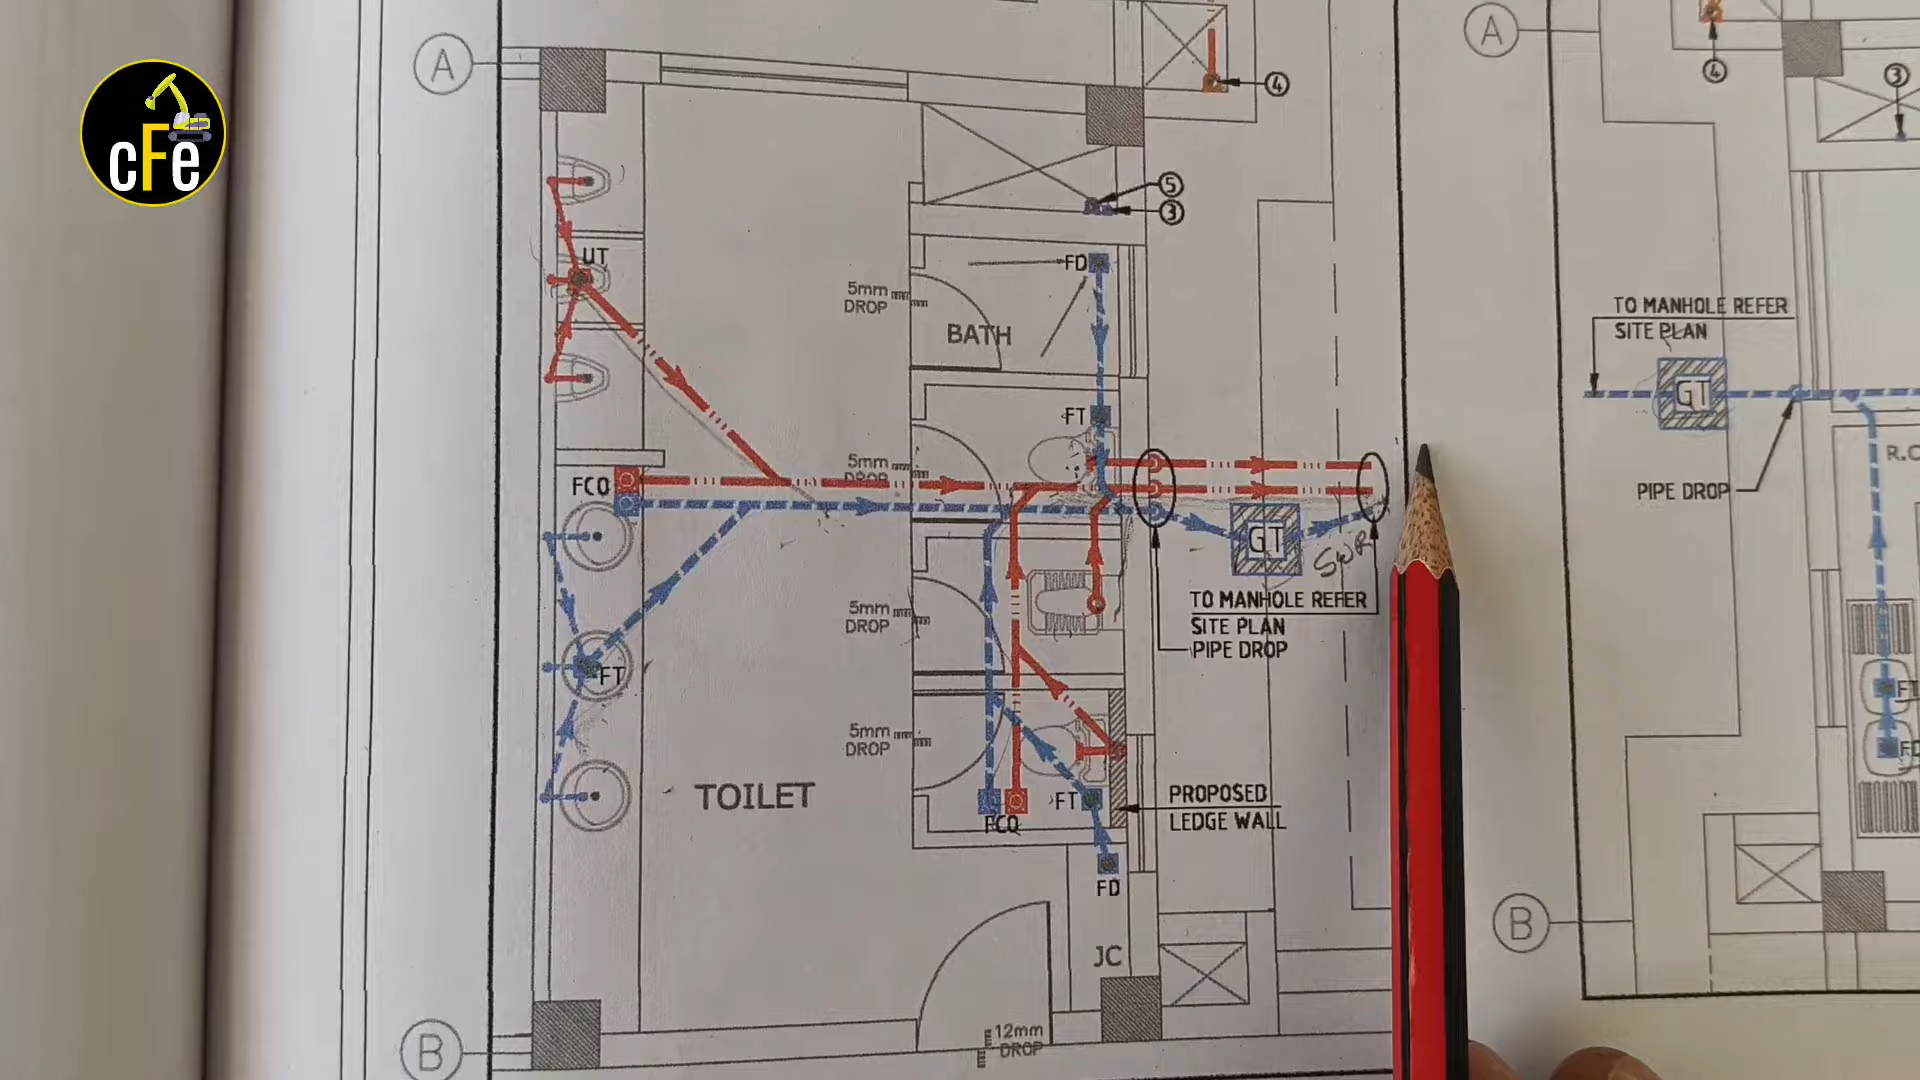 cFe
A
4
5
3
UT
FD
5mm
DROP
BATH
FT
5mm
DROP
FCO
GT
SWR
TO MANHOLE REFER
SITE PLAN
PIPE DROP
5mm
DROP
FT
5mm
DROP
TOILET
FT
FCO
PROPOSED
LEDGE WALL
FD
JC
12mm
DROP
B
A
4
3
TO MANHOLE REFER
SITE PLAN
GT
PIPE DROP
R.C
FT
FD
B